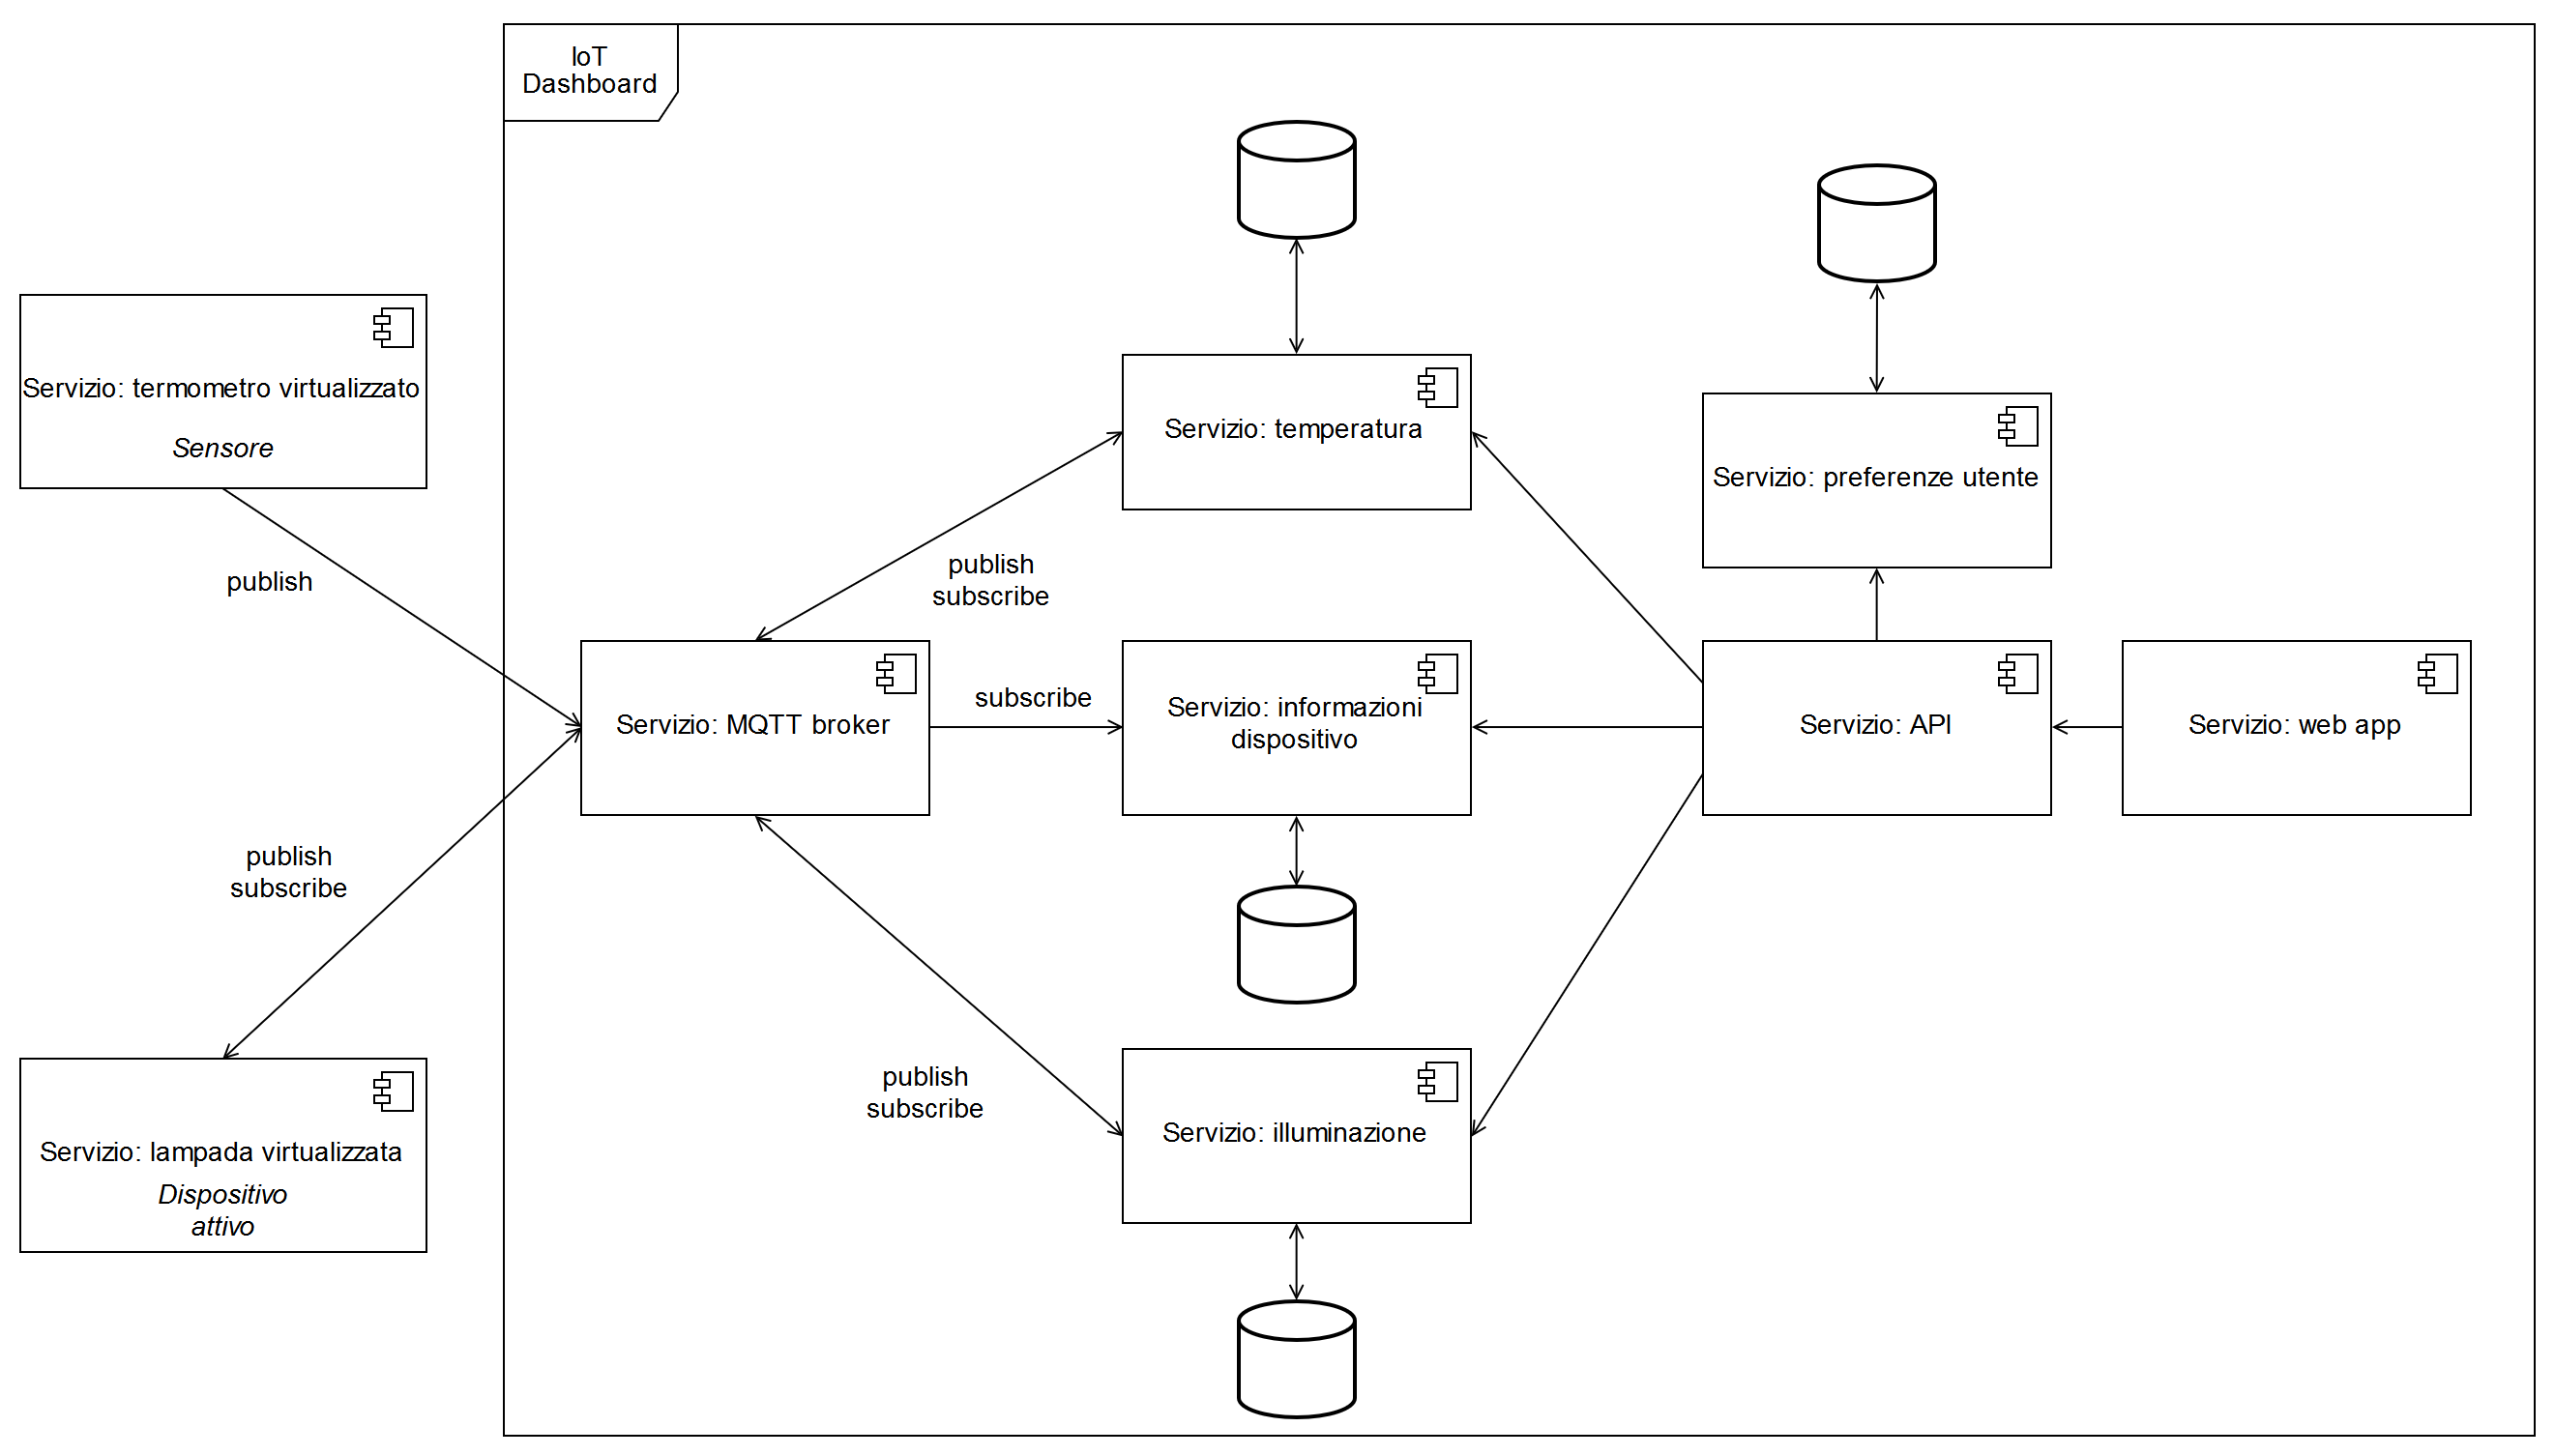 IoT
Dashboard
Servizio: termometro virtualizzato
Sensore
publish
Servizio: temperatura
Servizio: preferenze utente
publish
subscribe
Servizio: MQTT broker
subscribe
Servizio: informazioni
dispositivo
Servizio: API
Servizio: web app
publish
subscribe
publish
subscribe
Servizio: lampada virtualizzata
Dispositivo
attivo
Servizio: illuminazione